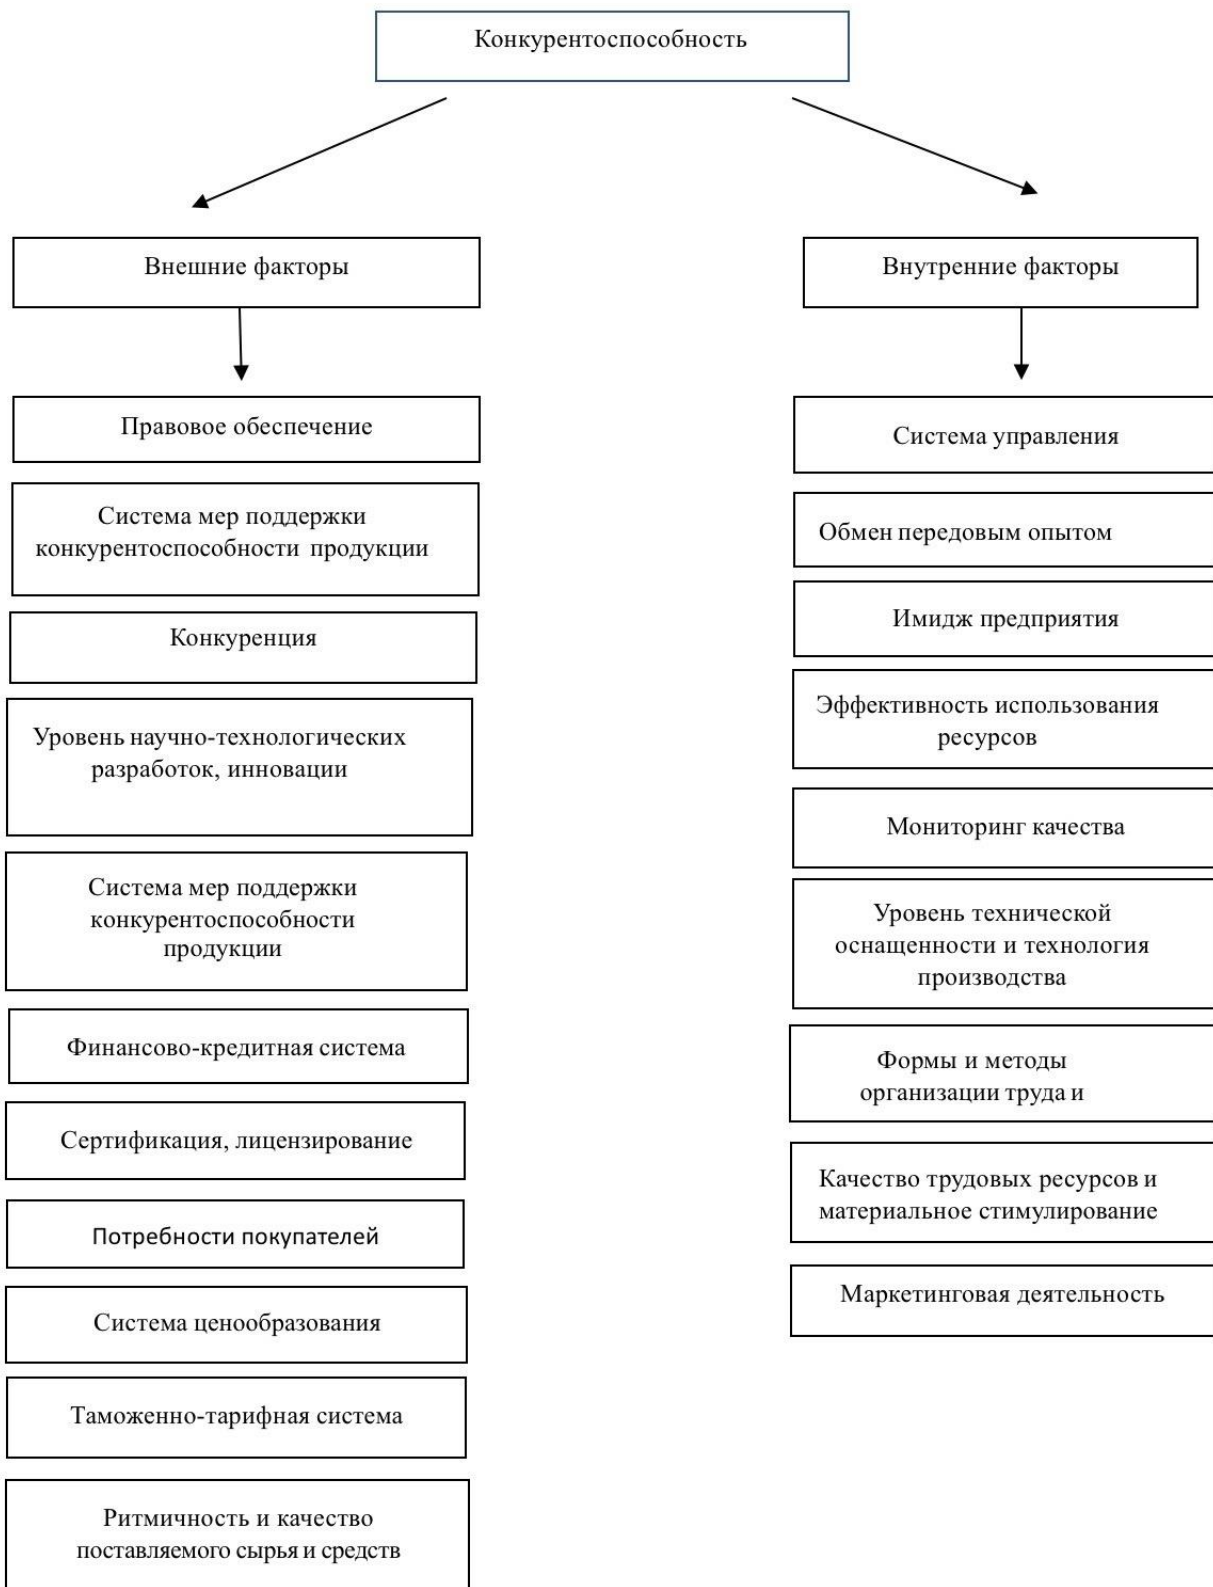 Конкурентоспособность
Внешние факторы
Правовое обеспечение
Система мер поддержки
конкурентоспособности продукции
Конкуренция
Уровень научно-технологических
разработок, инновации
Система мер поддержки
конкурентоспособности
продукции
Финансово-кредитная система
Сертификация, лицензирование
Потребности покупателей
Система ценообразования
Таможенно-тарифная система
Ритмичность и качество
поставляемого сырья и средств
Внутренние факторы
Система управления
Обмен передовым опытом
Имидж предприятия
Эффективность использования
ресурсов
Мониторинг качества
Уровень технической
оснащенности и технология
производства
Формы и методы
организации труда и
Качество трудовых ресурсов и
материальное стимулирование
Маркетинговая деятельность